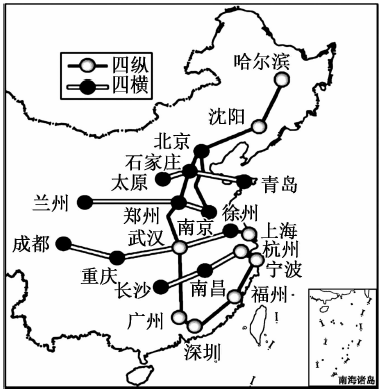 四纵
四横
哈尔滨
沈阳
北京
石家庄
太原
青岛
兰州
郑州
徐州
南京
武汉
上海
成都
杭州
宁波
重庆
长沙
南昌
福州
广州
深圳
南海诸岛